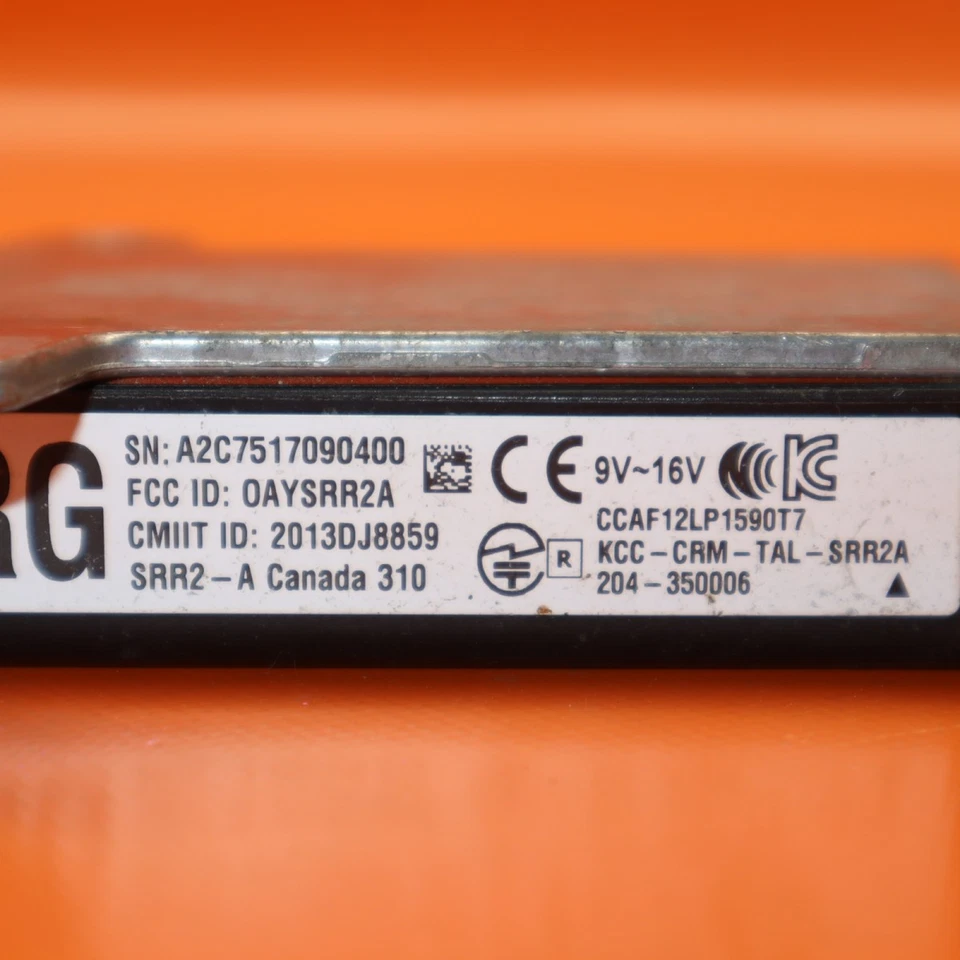 RG
SN: A2C7517090400
FCC ID: OAYSRR2A
CMIIT ID: 2013DJ8859
SRR2-A Canada 310
CE 9V~16V
CCAF12LP1590T7
R KCC-CRM-TAL-SRR2A
204-350006